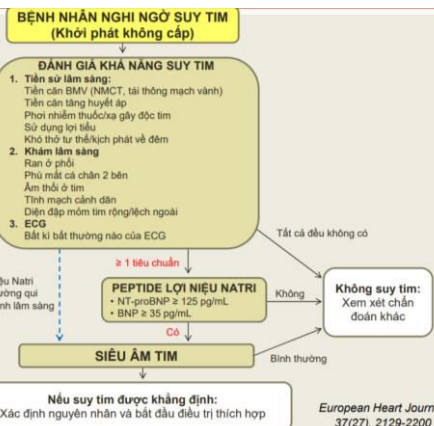 BỆNH NHÂN NGHI NGỜ SUY TIM
(Khởi phát không cấp)
ĐÁNH GIÁ KHẢ NĂNG SUY TIM
1. Tiền sử lâm sàng:
Tiền căn BMV (NMCT, tái thông mạch vành)
Tiền căn tăng huyết áp
Phơi nhiễm thuốc/xạ gây độc tim
Sử dụng lợi tiểu
Khó thở tư thế/kịch phát về đêm
2. Khám lâm sàng
Ran ở phổi
Phù mắt cá chân 2 bên
Âm thổi ở tim
Tĩnh mạch cảnh dãn
Diện đập mỏm tim rộng/lệch ngoài
3. ECG
Bất kì bất thường nào của ECG
Tất cả đều không có
≥ 1 tiêu chuẩn
Natri
qui
lâm sàng
PEPTIDE LỢI NIỆU NATRI
• NT-proBNP ≥ 125 pg/mL
• BNP ≥ 35 pg/mL
Không
Không suy tim:
Xem xét chẩn
đoán khác
Có
SIÊU ÂM TIM
Bình thường
Nếu suy tim được khẳng định:
Xác định nguyên nhân và bắt đầu điều trị thích hợp
European Heart Journ
37(27), 2129-2200